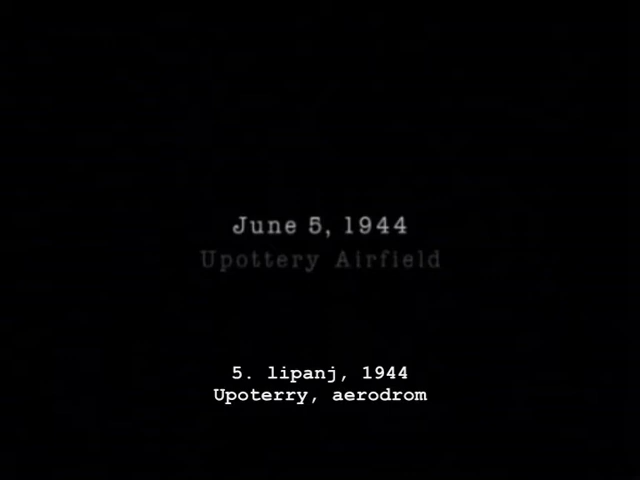 June 5, 1944
Upottery Airfield
5. lipanj, 1944
Upoterry, aerodrom